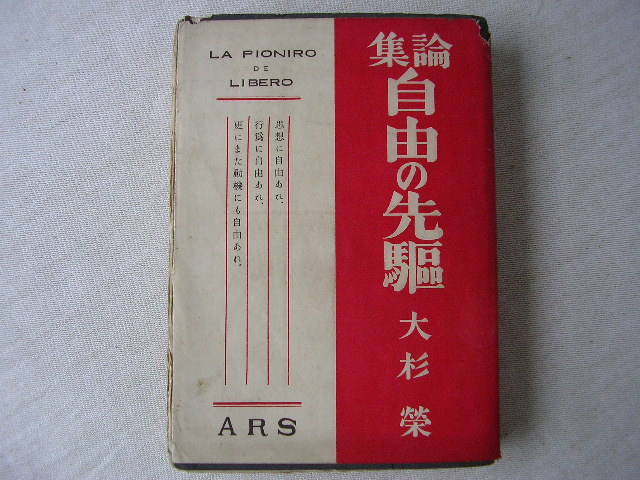 論集
自由の先驅
大杉榮
LA PIONIRO
DE
LIBERO
思想に自由あれ。
行爲に自由あれ、
更にまた動機にも自由あれ。
ARS